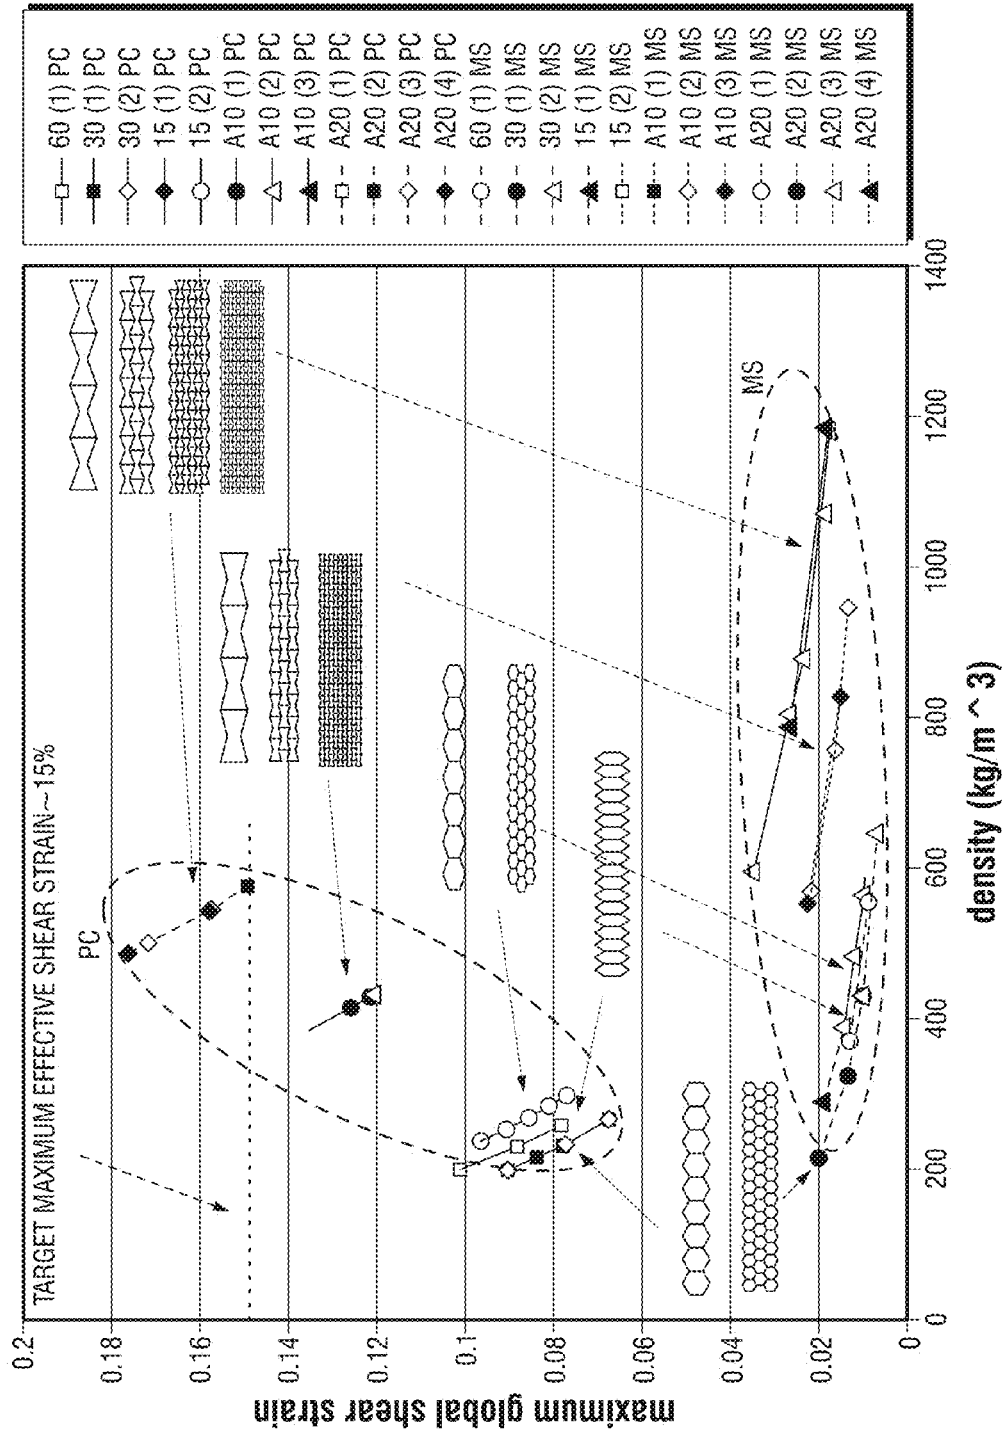 TARGET MAXIMUM EFFECTIVE SHEAR STRAIN~15%
PC
MS
0.2
0.18
0.16
0.14
0.12
0.1
0.08
0.06
0.04
0.02
0
maximum global shear strain
0
200
400
600
800
1000
1200
1400
density (kg/m ^ 3)
60 (1) PC
30 (1) PC
30 (2) PC
15 (1) PC
15 (2) PC
A10 (1) PC
A10 (2) PC
A10 (3) PC
A20 (1) PC
A20 (2) PC
A20 (3) PC
A20 (4) PC
60 (1) MS
30 (1) MS
30 (2) MS
15 (1) MS
15 (2) MS
A10 (1) MS
A10 (2) MS
A10 (3) MS
A20 (1) MS
A20 (2) MS
A20 (3) MS
A20 (4) MS